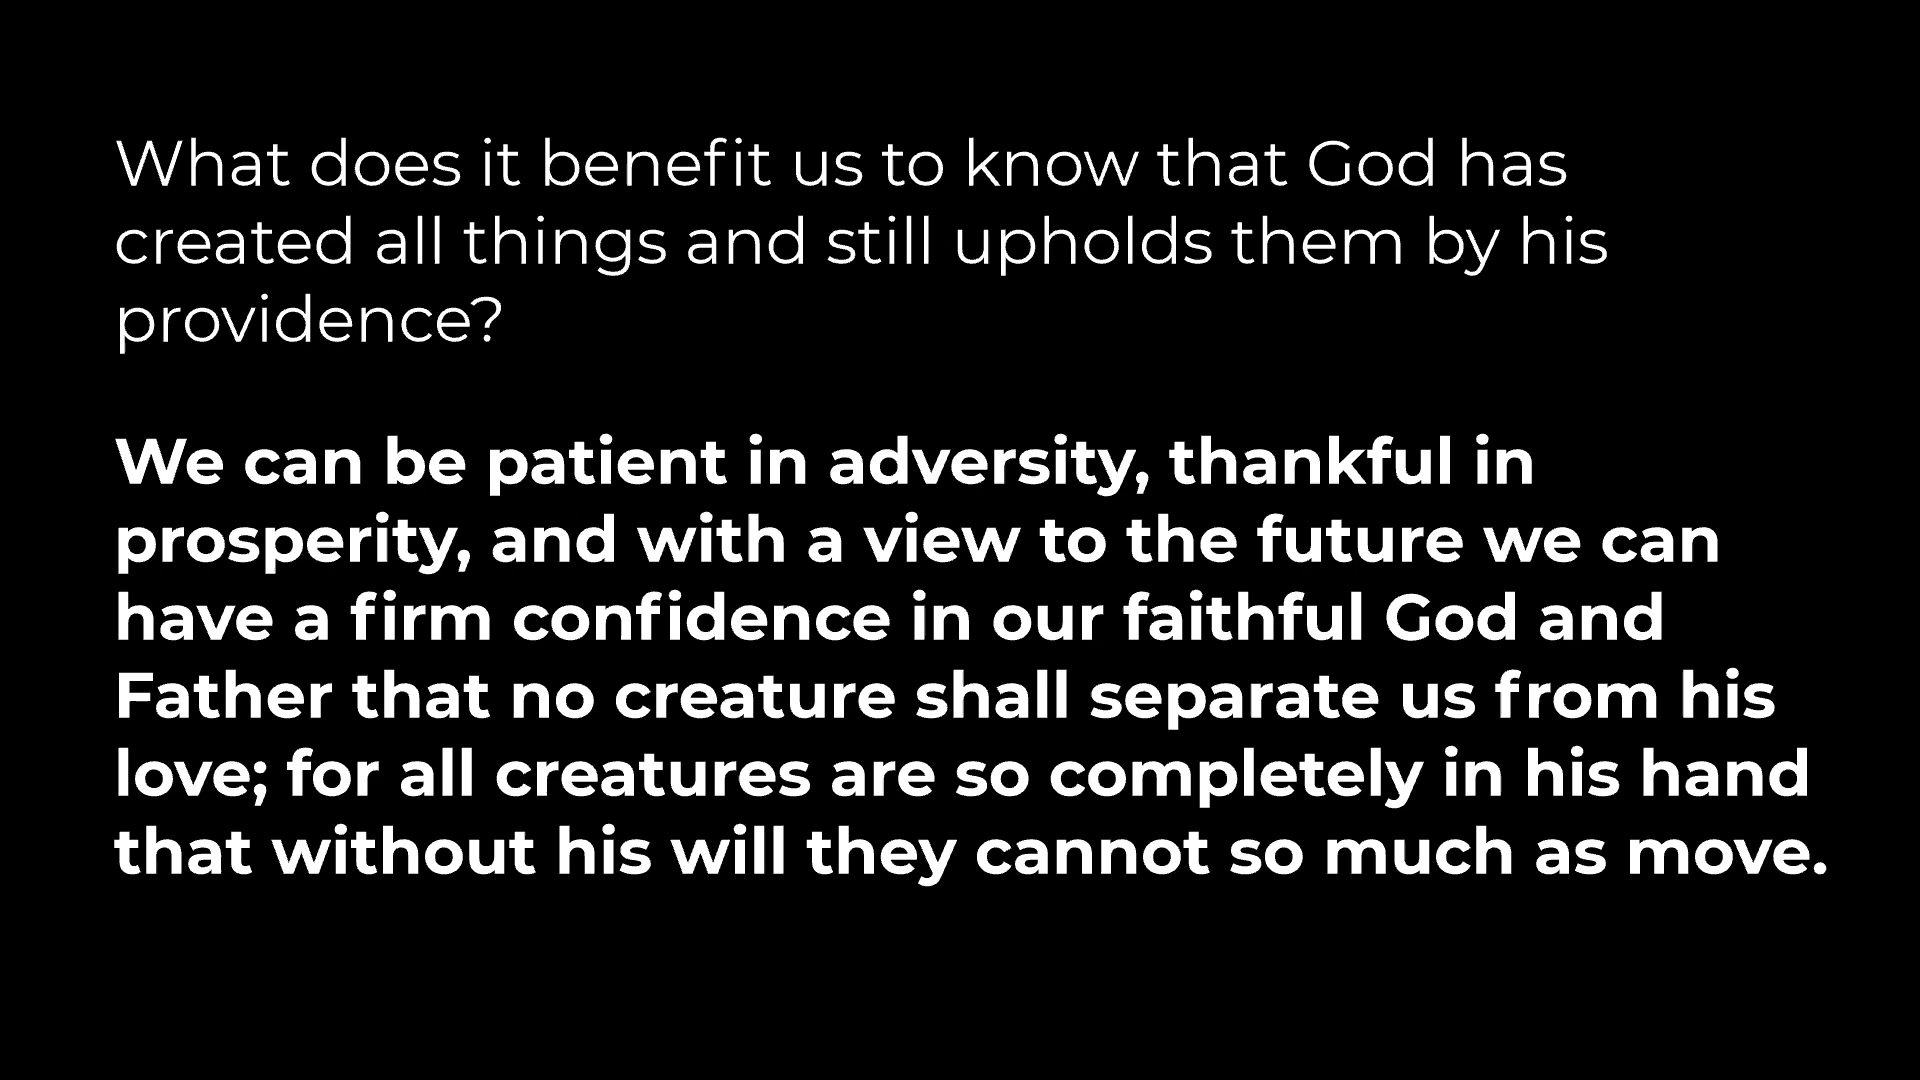 What does it benefit us to know that God has
created all things and still upholds them by his
providence?
We can be patient in adversity, thankful in
prosperity, and with a view to the future we can
have a firm confidence in our faithful God and
Father that no creature shall separate us from his
love; for all creatures are so completely in his hand
that without his will they cannot so much as move.